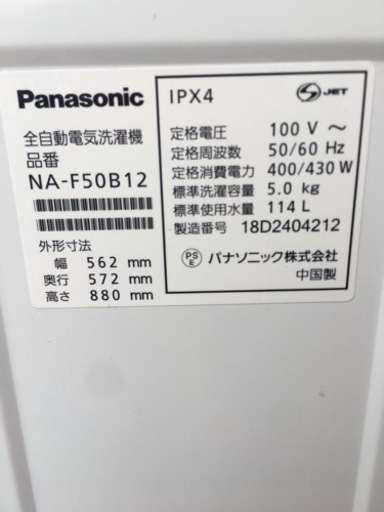 Panasonic
全自動電気洗濯機
品番
NA-F50B12
外形寸法
幅 562 mm
奥行 572 mm
高さ 880 mm
IPX4
S JET
定格電圧 100 V ～
定格周波数 50/60 Hz
定格消費電力 400/430 W
標準洗濯容量 5.0 kg
標準使用水量 114 L
製造番号 18D2404212
PS E パナソニック株式会社
中国製